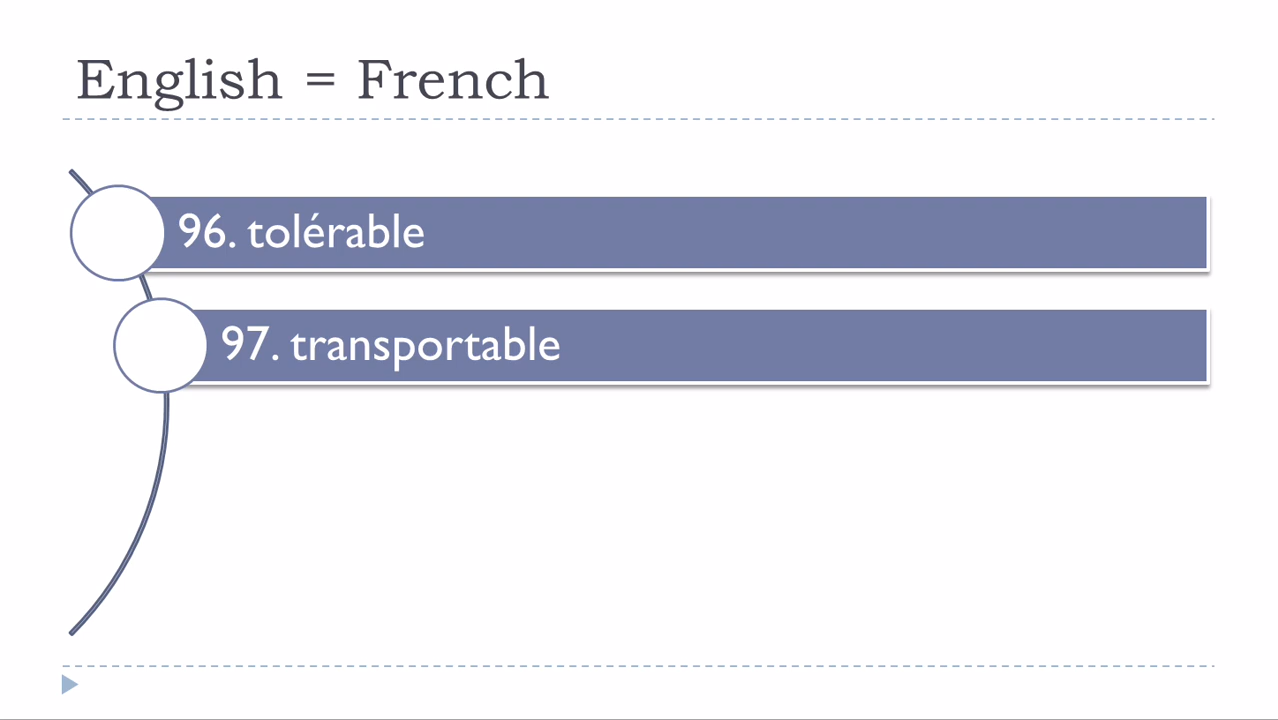 English = French
96. tolérable
97. transportable